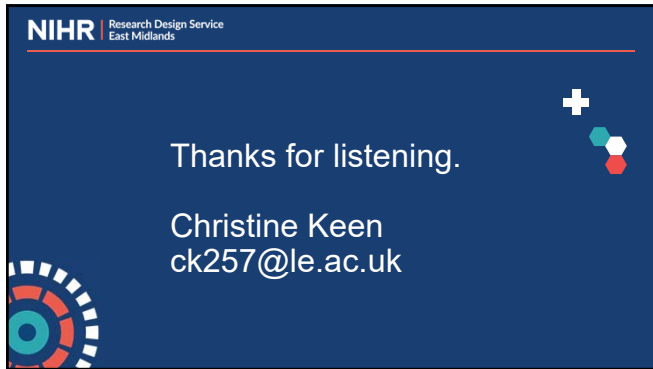 NIHR | Research Design Service
East Midlands
Thanks for listening.
Christine Keen
ck257@le.ac.uk